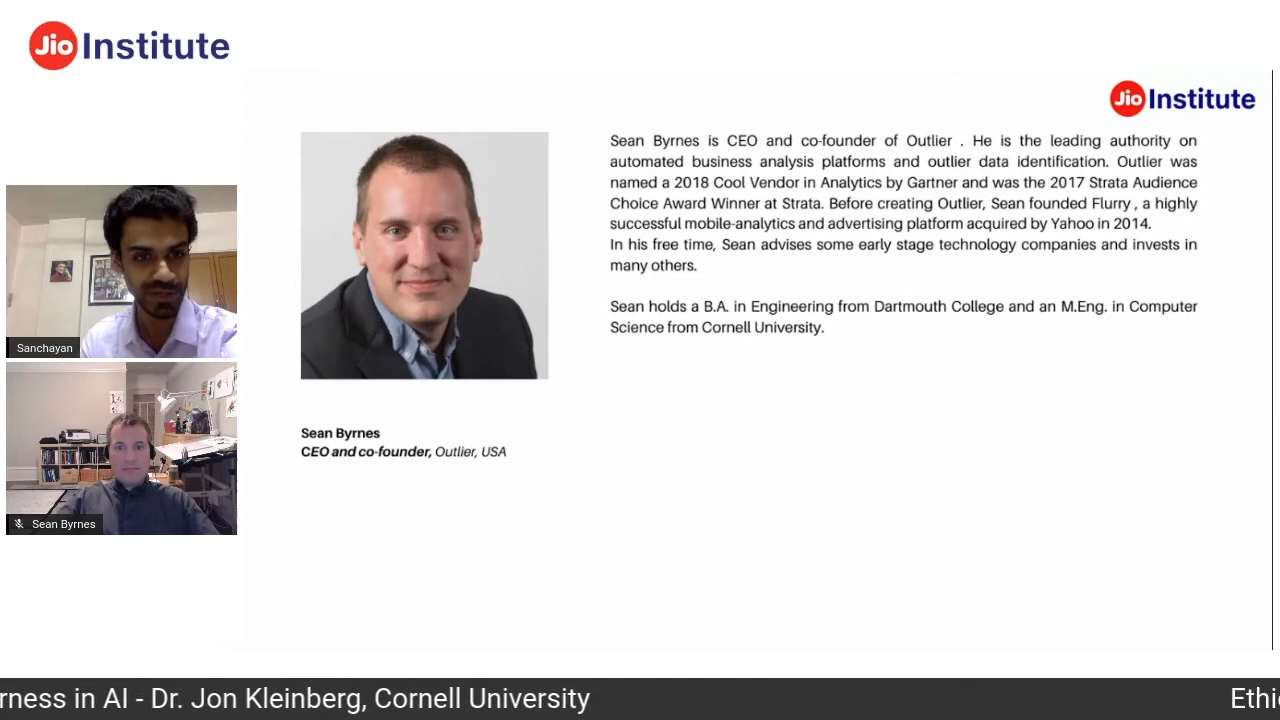 Jio Institute
Jio Institute
Sean Byrnes is CEO and co-founder of Outlier . He is the leading authority on
automated business analysis platforms and outlier data identification. Outlier was
named a 2018 Cool Vendor in Analytics by Gartner and was the 2017 Strata Audience
Choice Award Winner at Strata. Before creating Outlier, Sean founded Flurry , a highly
successful mobile-analytics and advertising platform acquired by Yahoo in 2014.
In his free time, Sean advises some early stage technology companies and invests in
many others.
Sean holds a B.A. in Engineering from Dartmouth College and an M.Eng. in Computer
Science from Cornell University.
Sanchayan
Sean Byrnes
Sean Byrnes
CEO and co-founder, Outlier, USA
rness in AI - Dr. Jon Kleinberg, Cornell University
Ethi